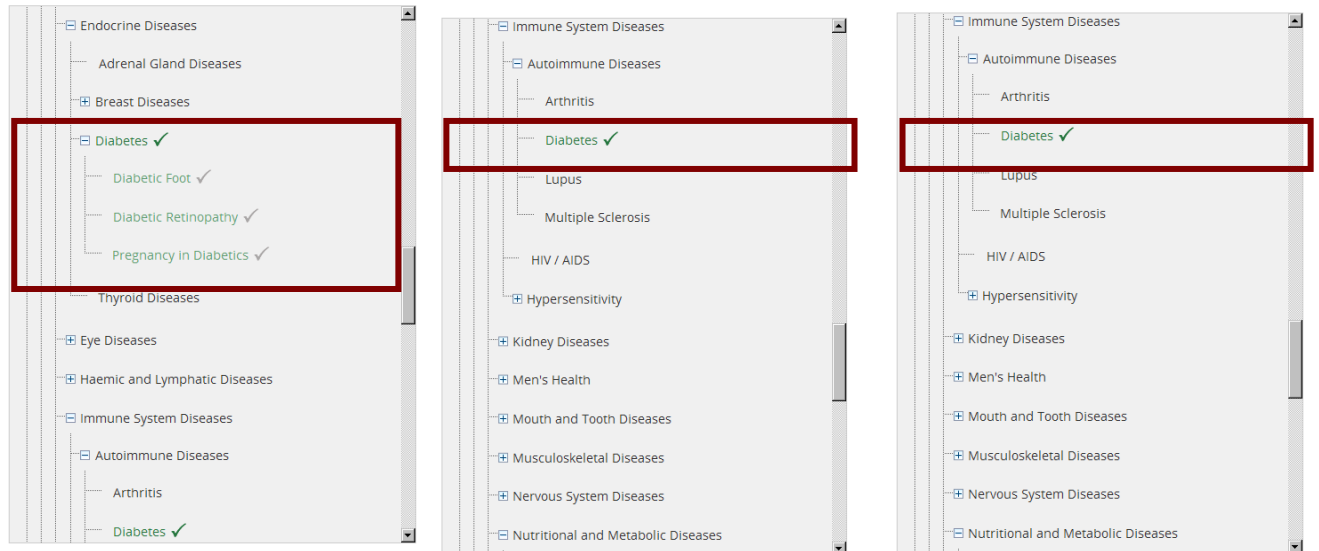 Endocrine Diseases
Adrenal Gland Diseases
Breast Diseases
Diabetes
Diabetic Foot
Diabetic Retinopathy
Pregnancy in Diabetics
Thyroid Diseases
Eye Diseases
Haemic and Lymphatic Diseases
Immune System Diseases
Autoimmune Diseases
Arthritis
Diabetes
Immune System Diseases
Autoimmune Diseases
Arthritis
Diabetes
Lupus
Multiple Sclerosis
HIV / AIDS
Hypersensitivity
Kidney Diseases
Men's Health
Mouth and Tooth Diseases
Musculoskeletal Diseases
Nervous System Diseases
Nutritional and Metabolic Diseases
Immune System Diseases
Autoimmune Diseases
Arthritis
Diabetes
Lupus
Multiple Sclerosis
HIV / AIDS
Hypersensitivity
Kidney Diseases
Men's Health
Mouth and Tooth Diseases
Musculoskeletal Diseases
Nervous System Diseases
Nutritional and Metabolic Diseases